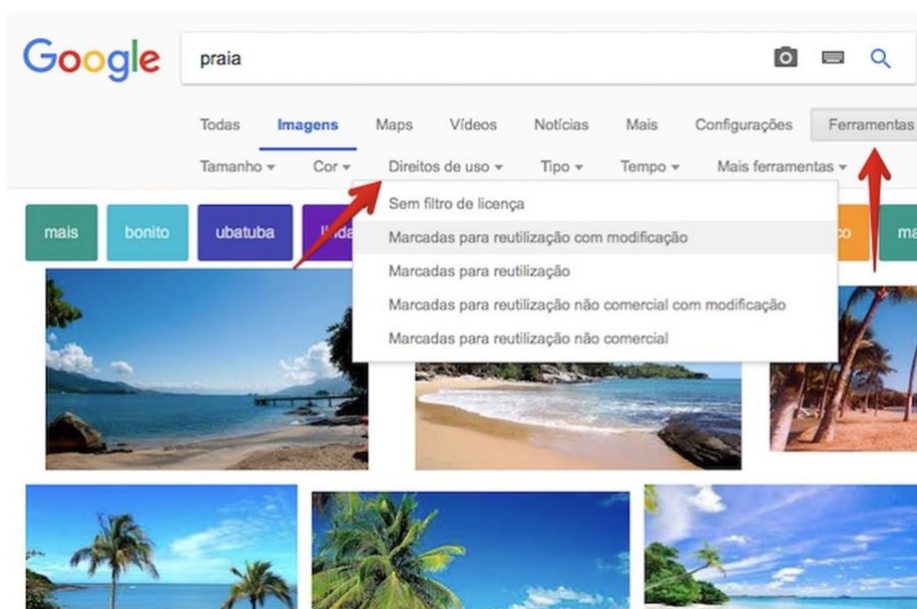 Google praia
Todas Imagens Maps Vídeos Notícias Mais Configurações Ferramentas
Tamanho Cor Direitos de uso Tipo Tempo Mais ferramentas
Sem filtro de licença
mais bonito ubatuba
Marcadas para reutilização com modificação
Marcadas para reutilização
Marcadas para reutilização não comercial com modificação
Marcadas para reutilização não comercial